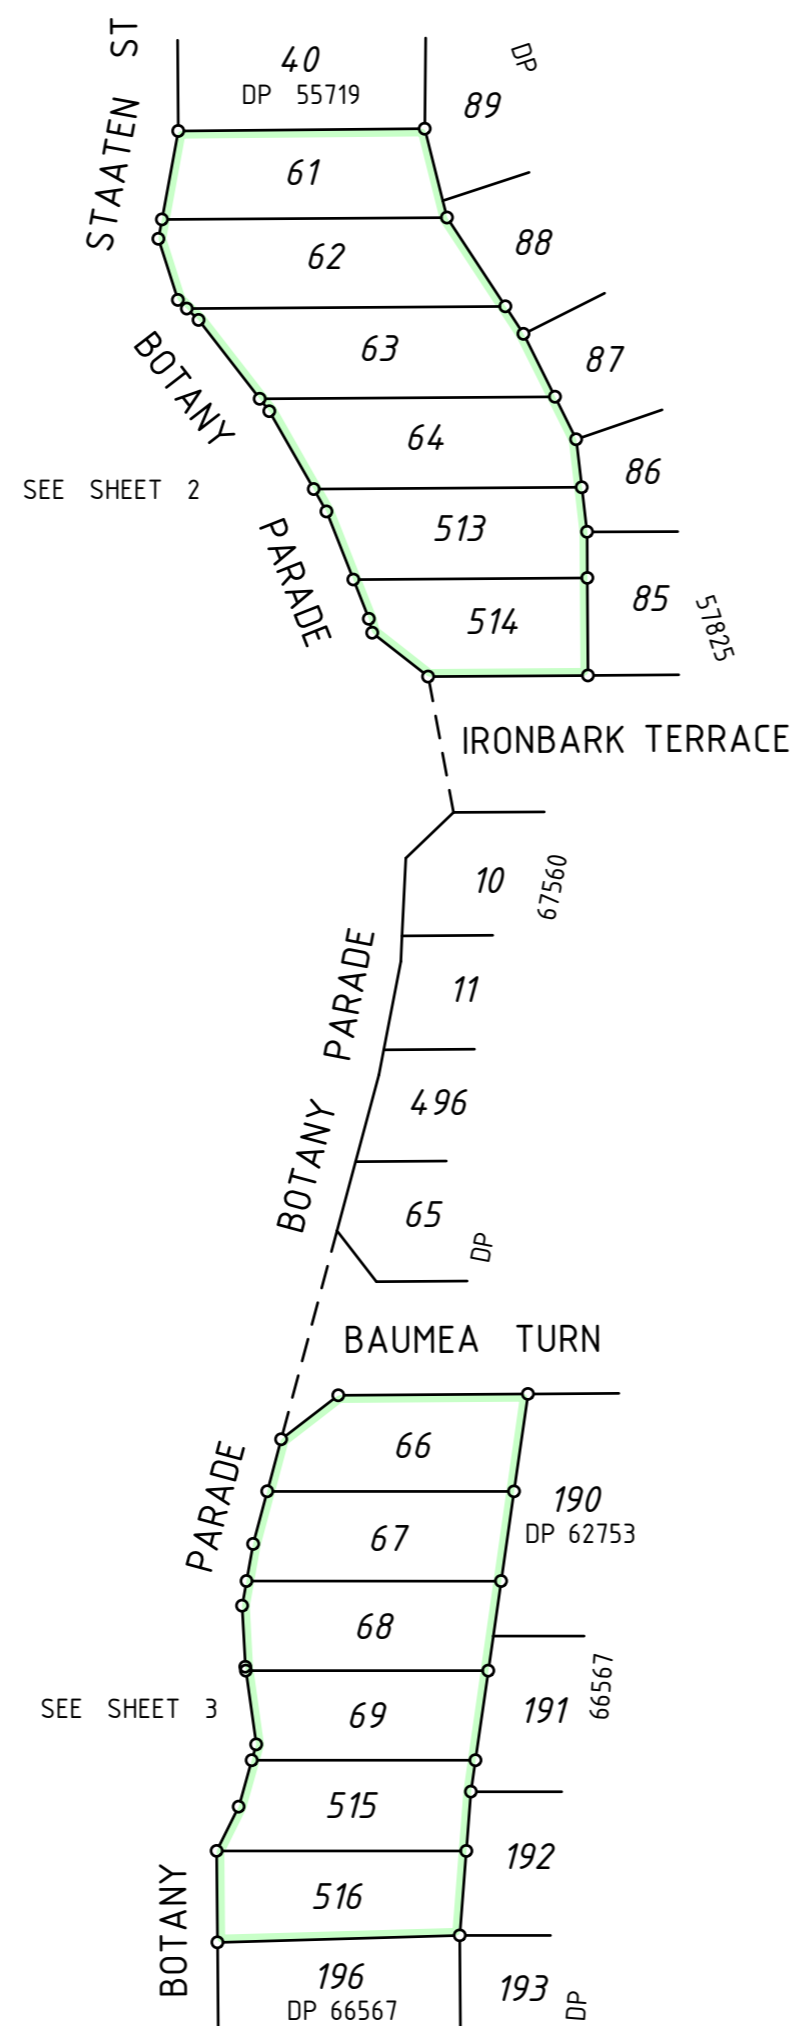 STAATEN ST
40
DP 55719
DP
89
61
62
88
63
87
BOTANY PARADE
64
86
SEE SHEET 2
513
514
85
57825
IRONBARK TERRACE
10
67560
BOTANY PARADE
11
496
65
DP
BAUMEA TURN
66
BOTANY PARADE
190
DP 62753
67
68
66567
SEE SHEET 3
69
191
515
192
516
196
DP 66567
193
DP